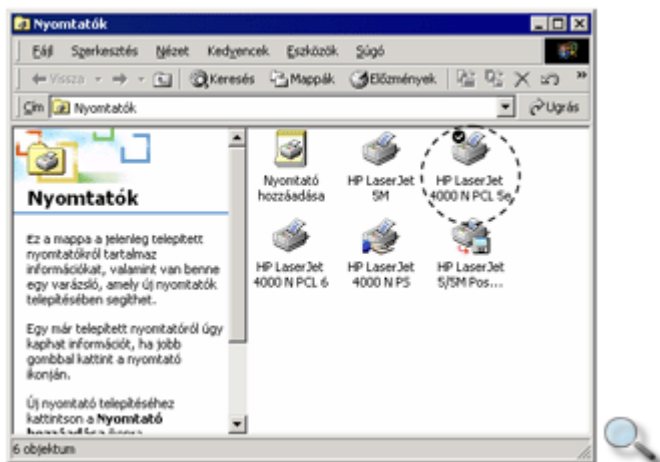 Nyomtatók
Fájl Szerkesztés Nézet Kedvencek Eszközök Súgó
Vissza Keresés Mappák Előzmények »
Cím Nyomtatók Ugrás
Nyomtatók
Ez a mappa a jelenleg telepített
nyomtatókról tartalmaz
információkat, valamint van benne
egy varázsló, amely új nyomtatók
telepítésében segíthet.
Egy már telepített nyomtatóról úgy
kaphat információt, ha jobb
gombbal kattint a nyomtató
ikonján.
Új nyomtató telepítéséhez
kattintson a Nyomtató
hozzáadása ikonra
Nyomtató
hozzáadása
HP LaserJet
5M
HP LaserJet
4000 N PCL 5e
HP LaserJet
4000 N PCL 6
HP LaserJet
4000 N PS
HP LaserJet
5/5M Pos...
6 objektum